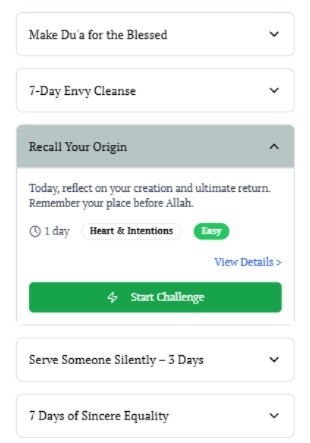 Make Du'a for the Blessed
7-Day Envy Cleanse
Recall Your Origin
Today, reflect on your creation and ultimate return.
Remember your place before Allah.
1 day Heart & Intentions Easy
View Details >
Start Challenge
Serve Someone Silently – 3 Days
7 Days of Sincere Equality